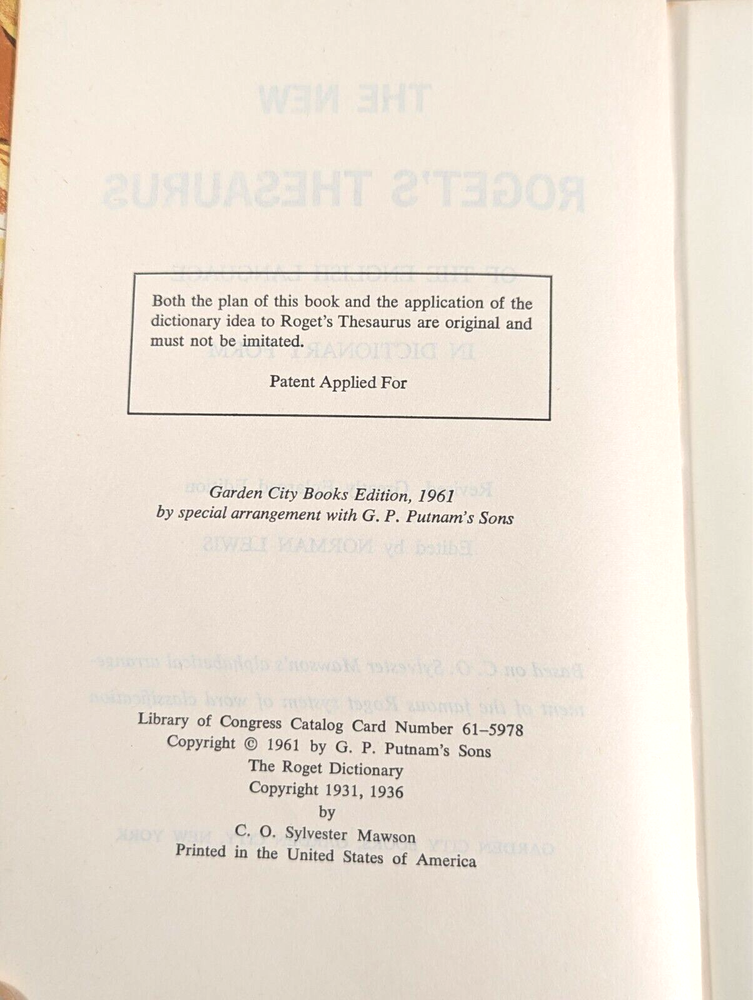 Both the plan of this book and the application of the
dictionary idea to Roget's Thesaurus are original and
must not be imitated.
Patent Applied For
Garden City Books Edition, 1961
by special arrangement with G. P. Putnam's Sons
Library of Congress Catalog Card Number 61–5978
Copyright © 1961 by G. P. Putnam's Sons
The Roget Dictionary
Copyright 1931, 1936
by
C. O. Sylvester Mawson
Printed in the United States of America